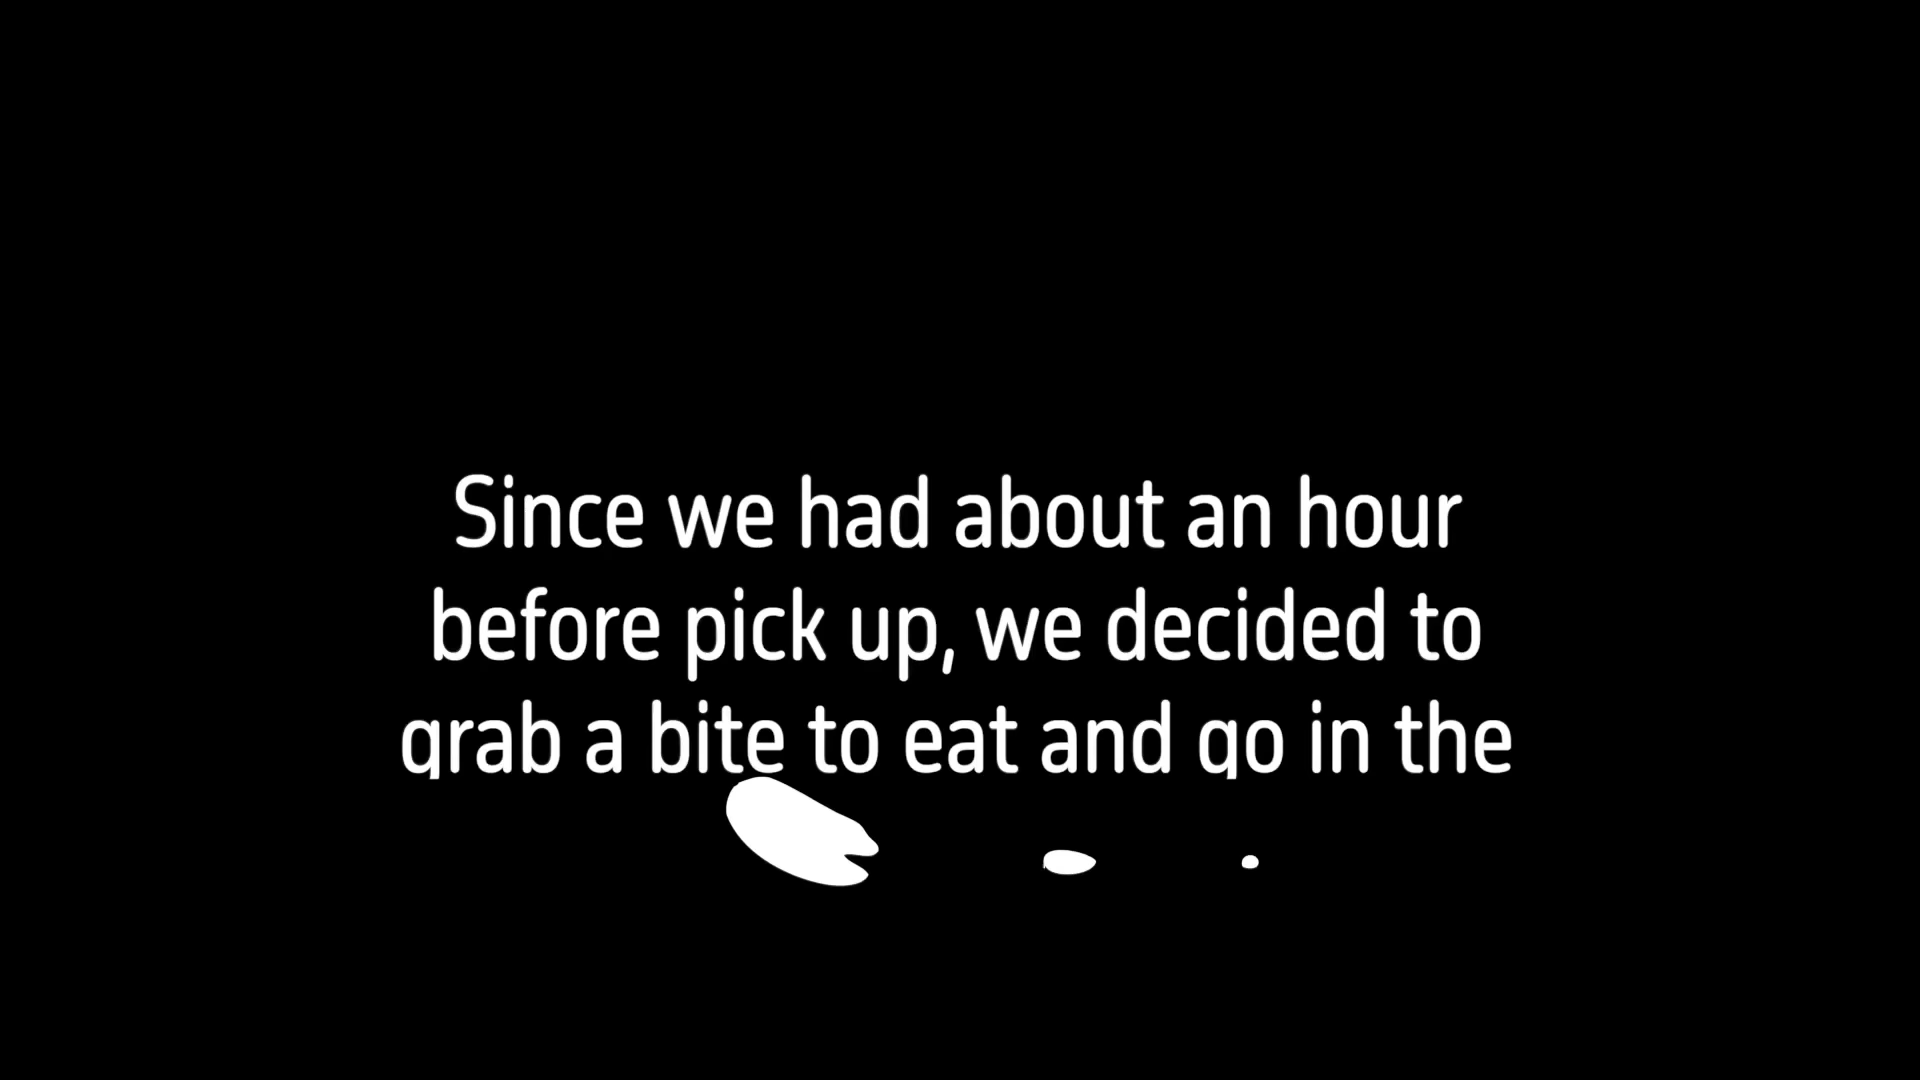 Since we had about an hour
before pick up, we decided to
grab a bite to eat and go in the